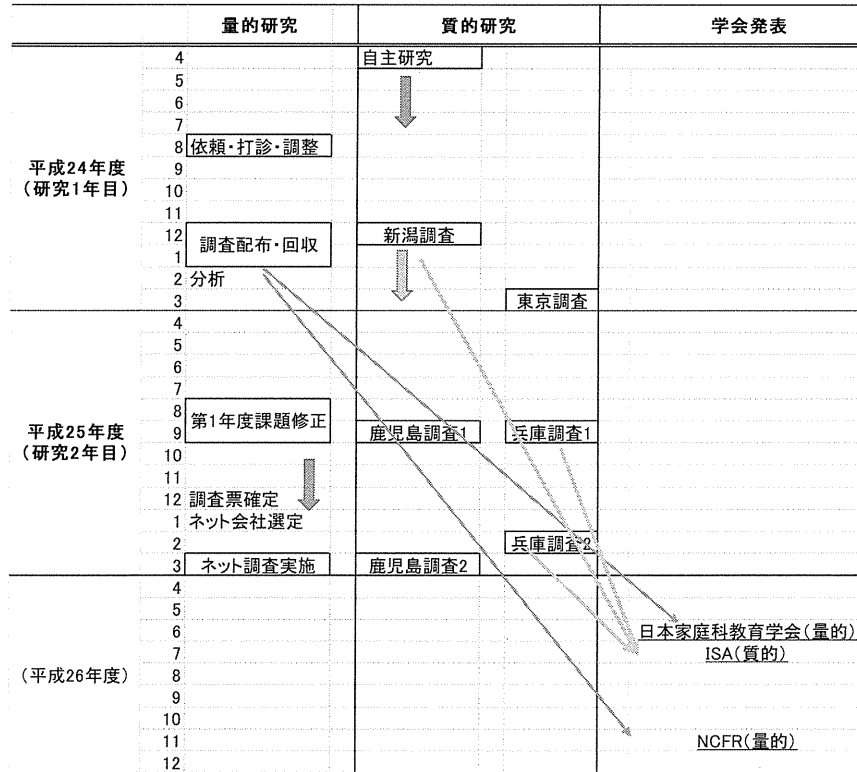 量的研究 質的研究 学会発表
4 自主研究
5
6
7
8 依頼・打診・調整
平成24年度 9
(研究1年目) 10
11
12 調査配布・回収 新潟調査
1
2 分析
3 東京調査
4
5
6
7
8 第1年度課題修正
平成25年度 9 鹿児島調査1 兵庫調査1
(研究2年目) 10
11
12 調査票確定
1 ネット会社選定
2 兵庫調査2
3 ネット調査実施 鹿児島調査2
4
5
6 日本家庭科教育学会(量的)
7 ISA(質的)
(平成26年度) 8
9
10
11 NCFR(量的)
12